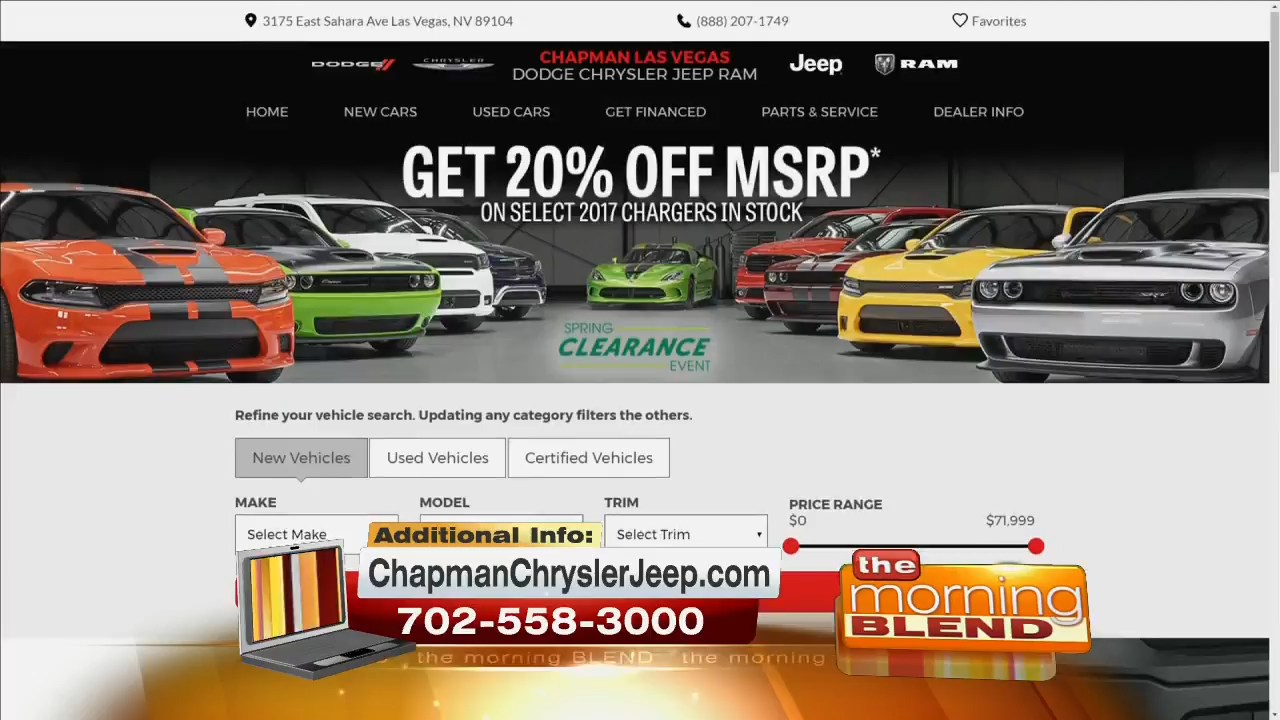 3175 East Sahara Ave Las Vegas, NV 89104
(888) 207-1749
Favorites
DODGE
CHRYSLER
CHAPMAN LAS VEGAS
DODGE CHRYSLER JEEP RAM
Jeep
RAM
HOME
NEW CARS
USED CARS
GET FINANCED
PARTS & SERVICE
DEALER INFO
GET 20% OFF MSRP*
ON SELECT 2017 CHARGERS IN STOCK
SPRING
CLEARANCE
EVENT
Refine your vehicle search. Updating any category filters the others.
New Vehicles
Used Vehicles
Certified Vehicles
MAKE
MODEL
TRIM
PRICE RANGE
$0
$71,999
Select Make
Select Trim
Additional Info:
ChapmanChryslerJeep.com
702-558-3000
the
morning
BLEND
the morning BLEND the morning